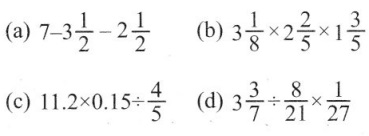 (a) 7–3 1/2 – 2 1/2 (b) 3 1/8 × 2 2/5 × 1 3/5
(c) 11.2×0.15÷ 4/5 (d) 3 3/7 ÷ 8/21 × 1/27